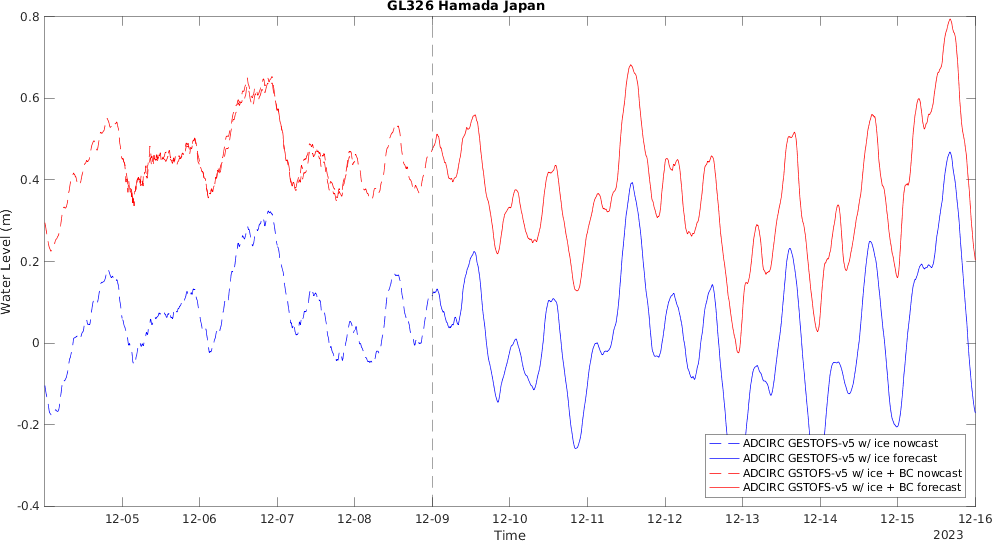 GL326 Hamada Japan
0.8
0.6
0.4
0.2
0
-0.2
-0.4
Water Level (m)
ADCIRC GESTOFS-v5 w/ ice nowcast
ADCIRC GESTOFS-v5 w/ ice forecast
ADCIRC GSTOFS-v5 w/ ice + BC nowcast
ADCIRC GSTOFS-v5 w/ ice + BC forecast
12-05 12-06 12-07 12-08 12-09 12-10 12-11 12-12 12-13 12-14 12-15 12-16
Time
2023